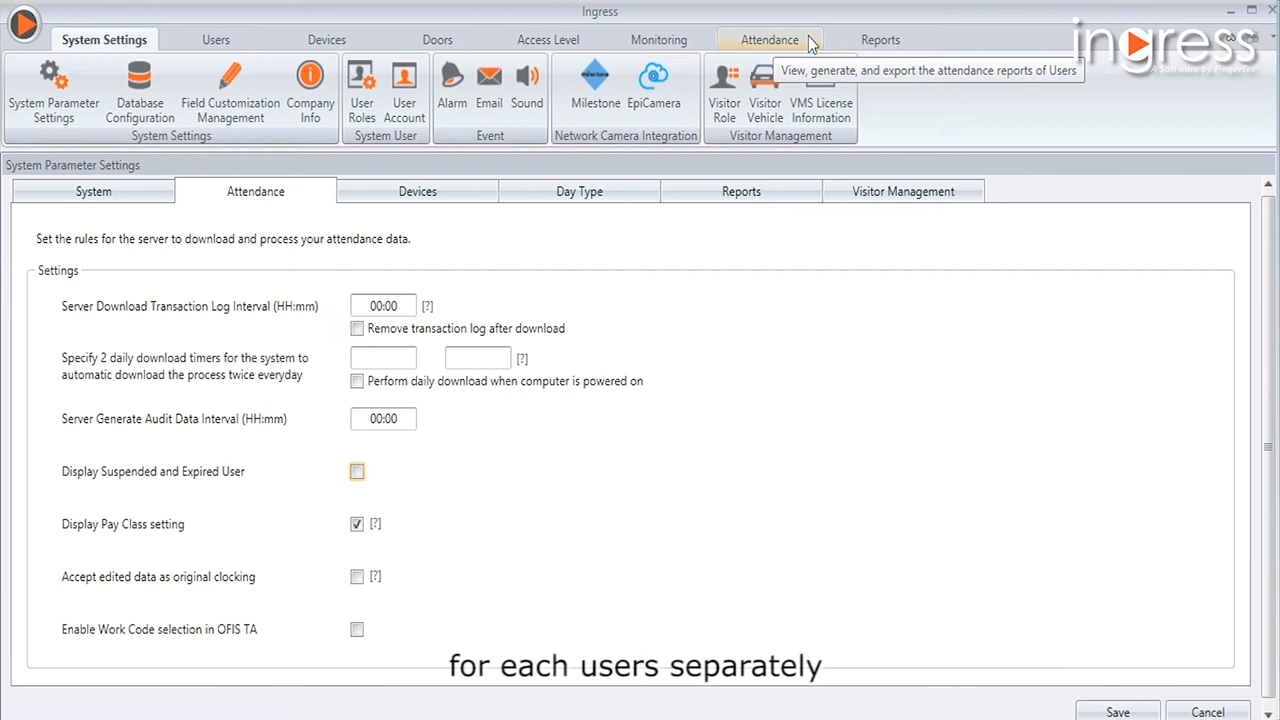 Ingress
System Settings
Users
Devices
Doors
Access Level
Monitoring
Attendance
Reports
ingress
A Software by FingerTec
View, generate, and export the attendance reports of Users
System Parameter
Settings
Database
Configuration
Field Customization
Management
Company
Info
User
Roles
User
Account
Alarm
Email
Sound
milestone
Milestone
EpiCamera
Visitor
Role
Visitor
Vehicle
VMS License
Information
System Settings
System User
Event
Network Camera Integration
Visitor Management
System Parameter Settings
System
Attendance
Devices
Day Type
Reports
Visitor Management
Set the rules for the server to download and process your attendance data.
Settings
Server Download Transaction Log Interval (HH:mm)
00:00
[?]
Remove transaction log after download
Specify 2 daily download timers for the system to
automatic download the process twice everyday
[?]
Perform daily download when computer is powered on
Server Generate Audit Data Interval (HH:mm)
00:00
Display Suspended and Expired User
Display Pay Class setting
[?]
Accept edited data as original clocking
[?]
Enable Work Code selection in OFIS TA
for each users separately
Save
Cancel